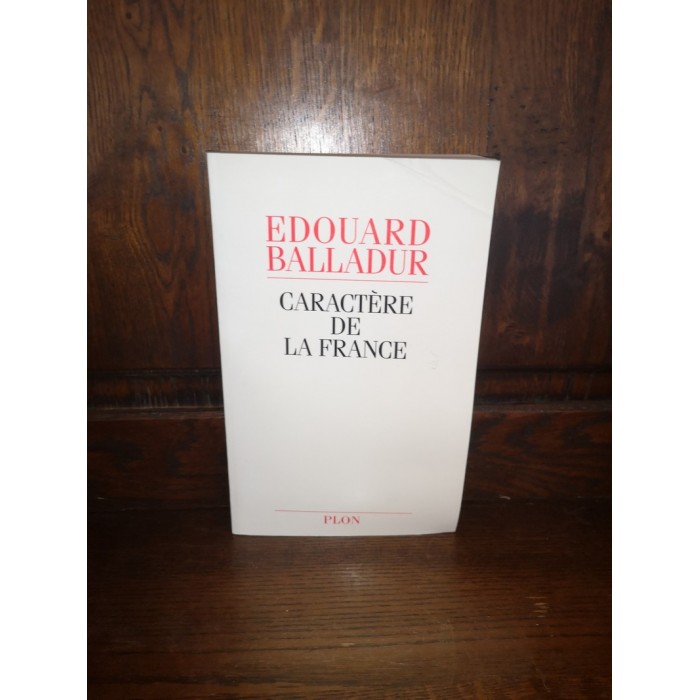 EDOUARD
BALLADUR
CARACTÈRE
DE
LA FRANCE
PLON